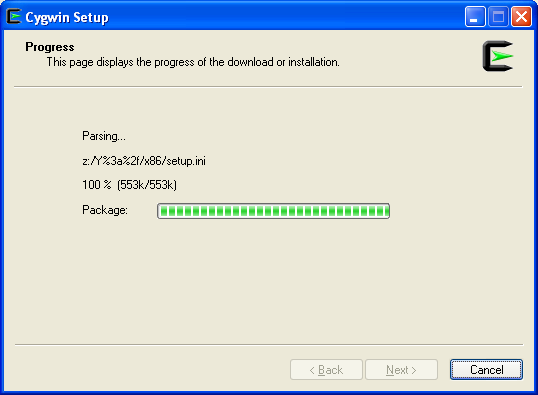 Cygwin Setup
Progress
This page displays the progress of the download or installation.
Parsing...
z:/Y%3a%2f/x86/setup.ini
100 % (553k/553k)
Package:
< Back
Next >
Cancel